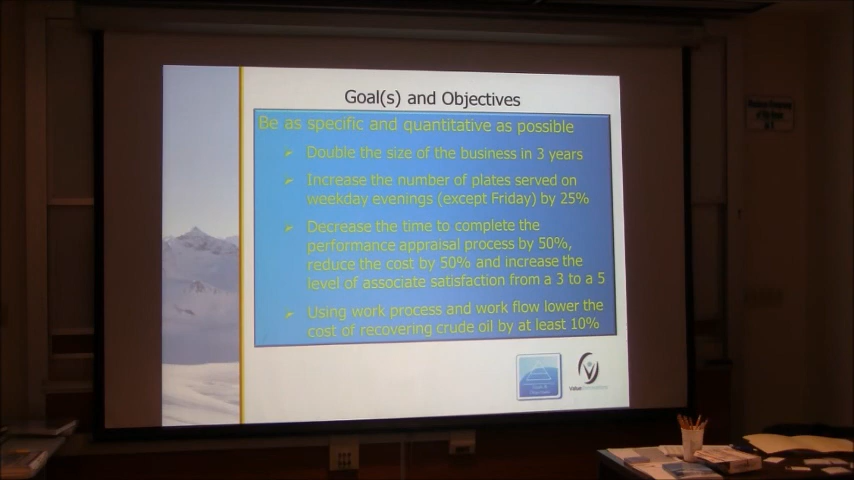 Goal(s) and Objectives
Be as specific and quantitative as possible
Double the size of the business in 3 years
Increase the number of plates served on
weekday evenings (except Friday) by 25%
Decrease the time to complete the
performance appraisal process by 50%,
reduce the cost by 50% and increase the
level of associate satisfaction from a 3 to a 5
Using work process and work flow lower the
cost of recovering crude oil by at least 10%